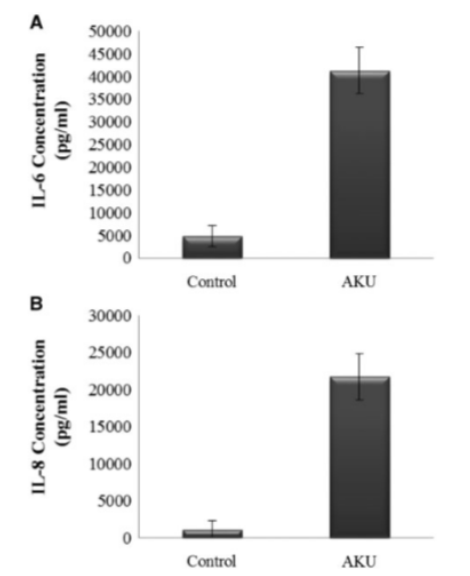 A
IL-6 Concentration
(pg/ml)
50000
45000
40000
35000
30000
25000
20000
15000
10000
5000
0
Control AKU
B
IL-8 Concentration
(pg/ml)
30000
25000
20000
15000
10000
5000
0
Control AKU